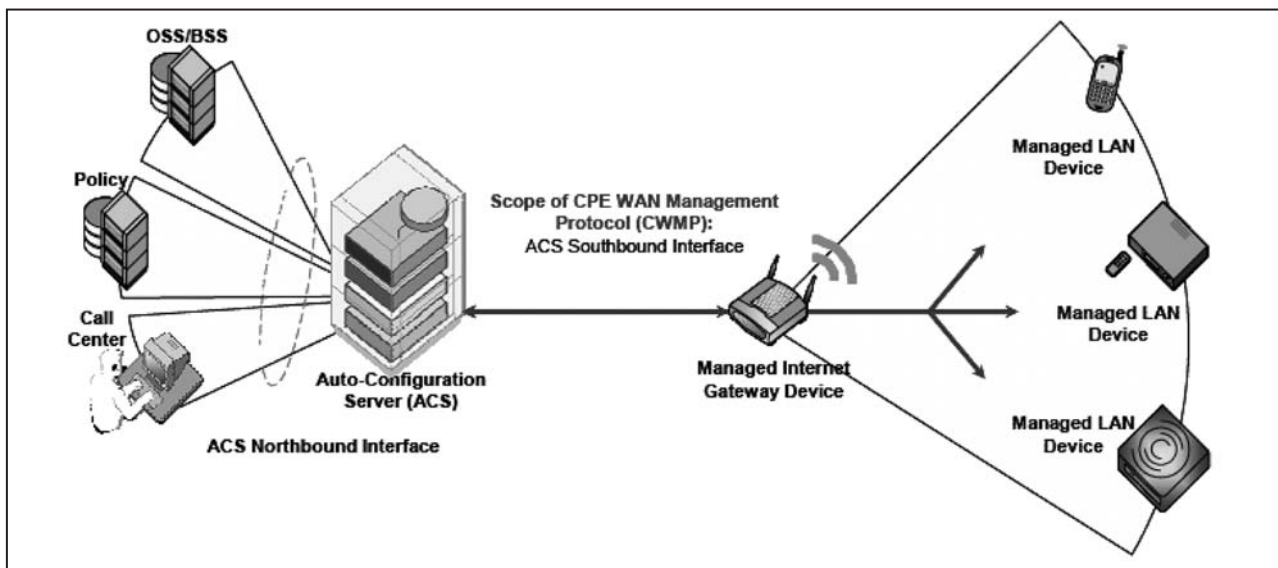 OSS/BSS
Policy
Call
Center
Auto-Configuration
Server (ACS)
ACS Northbound Interface
Scope of CPE WAN Management
Protocol (CWMP):
ACS Southbound Interface
Managed Internet
Gateway Device
Managed LAN
Device
Managed LAN
Device
Managed LAN
Device